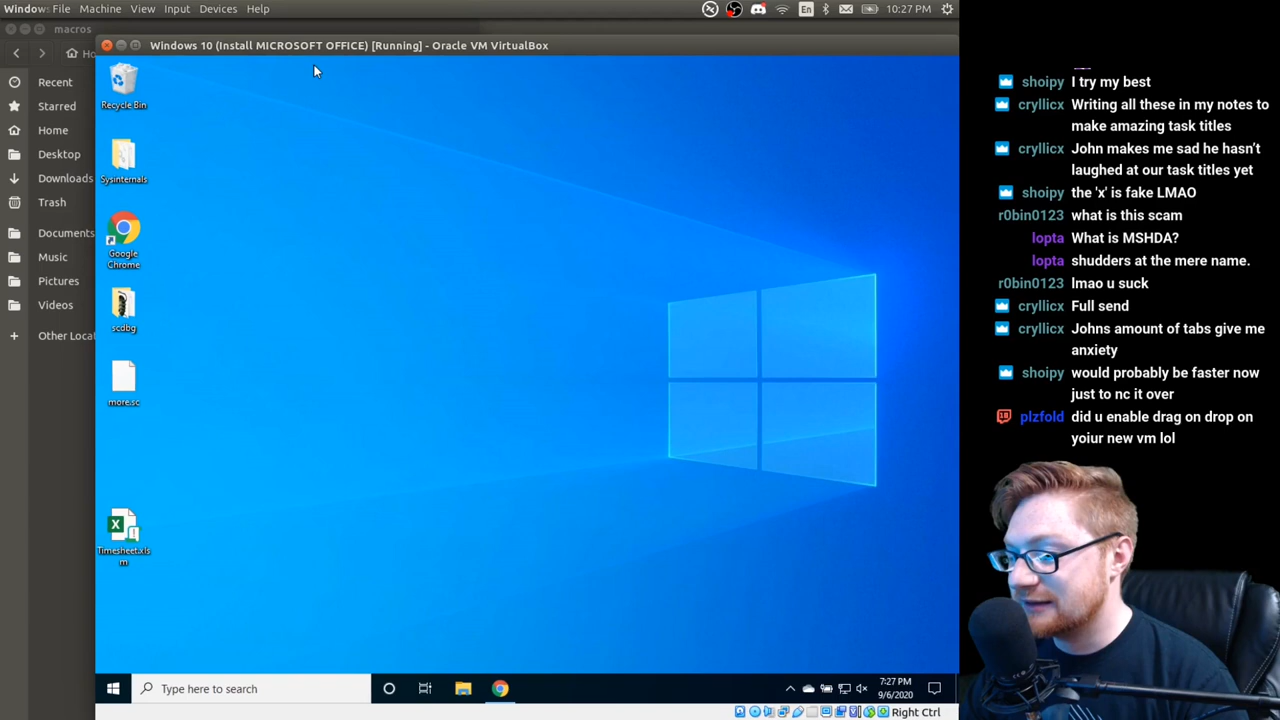 Window File Machine View Input Devices Help
En
10:27 PM
macros
Ho
Recent
Starred
Home
Desktop
Downloads
Trash
Documents
Music
Pictures
Videos
Other Locat
Windows 10 (Install MICROSOFT OFFICE) [Running] - Oracle VM VirtualBox
Recycle Bin
Sysinternals
Google
Chrome
scdbg
more.sc
Timesheet.xls
m
Type here to search
7:27 PM
9/6/2020
Right Ctrl
shoipy I try my best
cryllicx Writing all these in my notes to
make amazing task titles
cryllicx John makes me sad he hasn't
laughed at our task titles yet
shoipy the 'x' is fake LMAO
r0bin0123 what is this scam
lopta What is MSHDA?
lopta shudders at the mere name.
r0bin0123 lmao u suck
cryllicx Full send
cryllicx Johns amount of tabs give me
anxiety
shoipy would probably be faster now
just to nc it over
plzfold did u enable drag on drop on
yoiur new vm lol